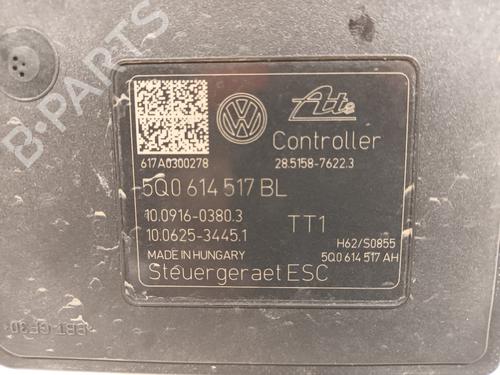 B-PARTS
VW
Ate
Controller
617A0300278
28.5158-7622.3
5Q0 614 517 BL
10.0916-0380.3
10.0625-3445.1
TT1
MADE IN HUNGARY
H62/S0855
5Q0 614 517 AH
Steuergeraet ESC